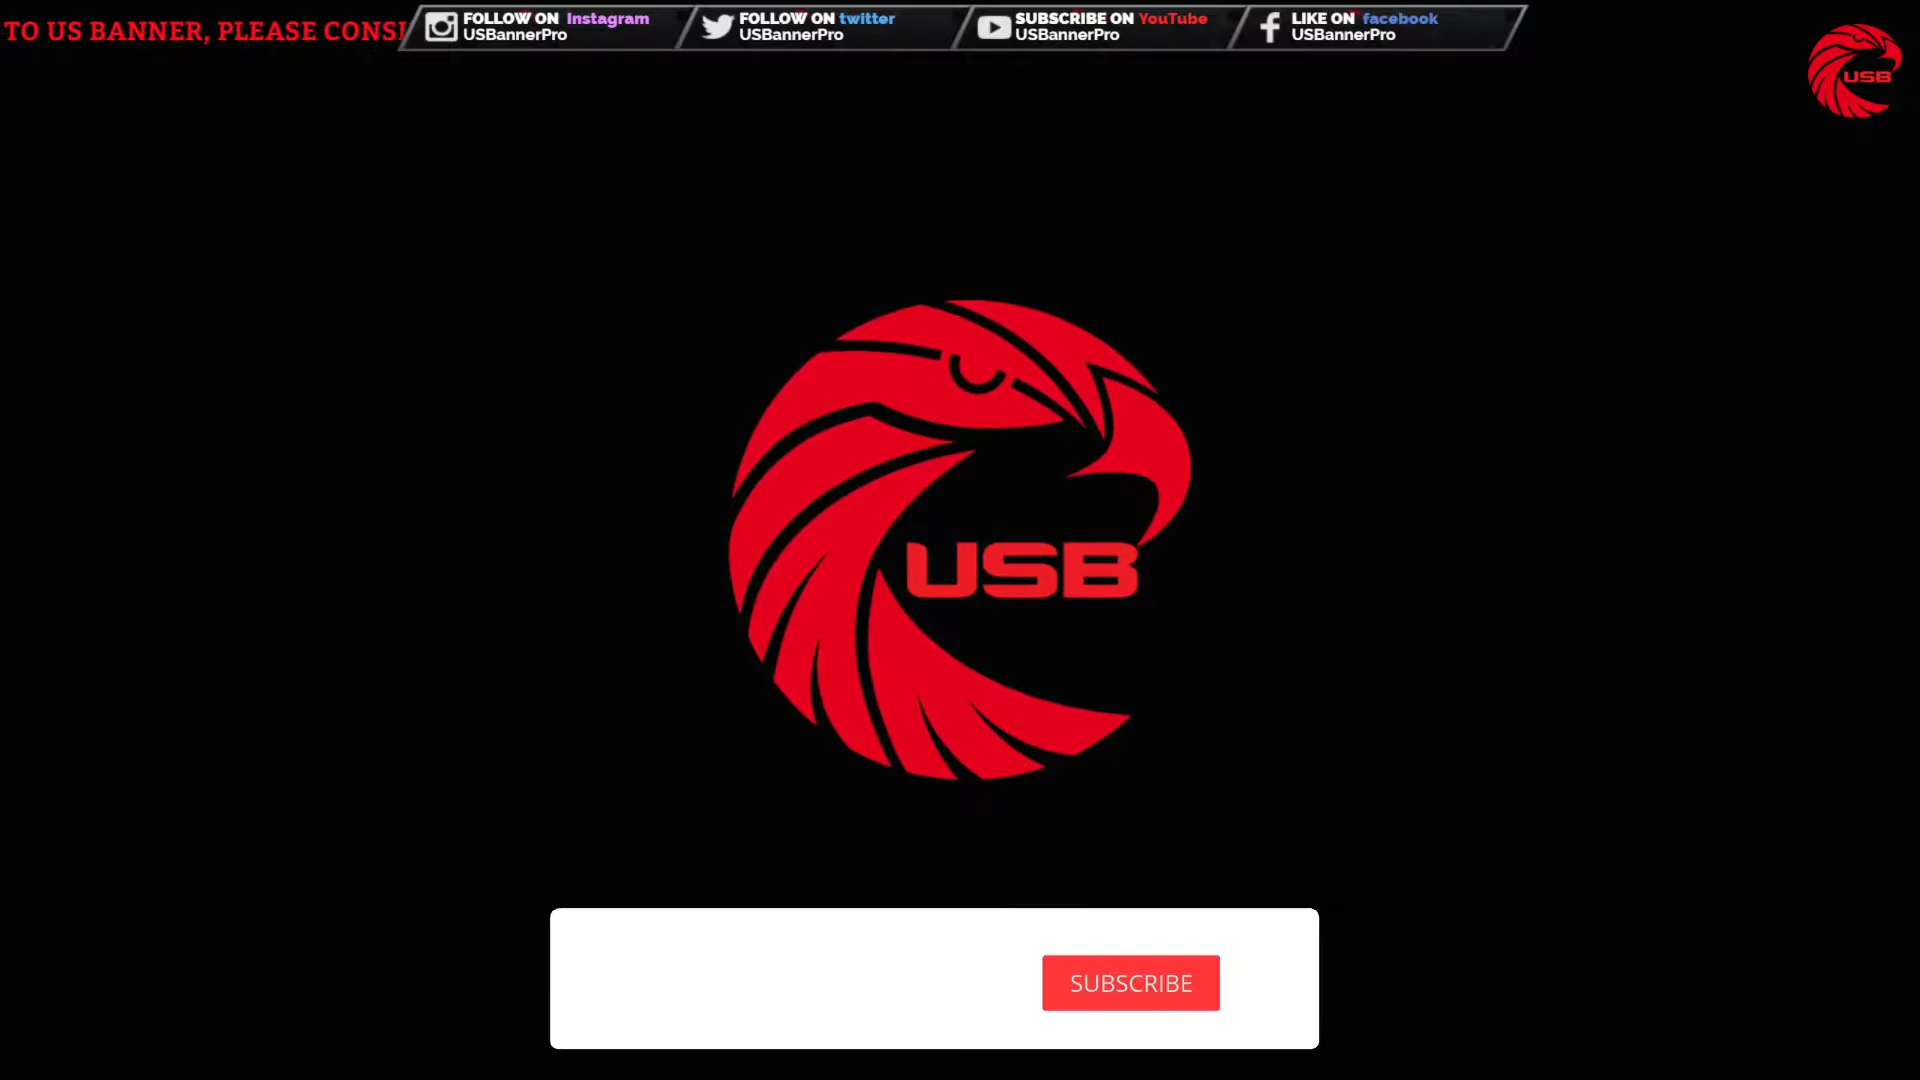 TO US BANNER, PLEASE CONSI
FOLLOW ON Instagram
USBannerPro
FOLLOW ON twitter
USBannerPro
SUBSCRIBE ON YouTube
USBannerPro
LIKE ON facebook
USBannerPro
USB
USB
SUBSCRIBE